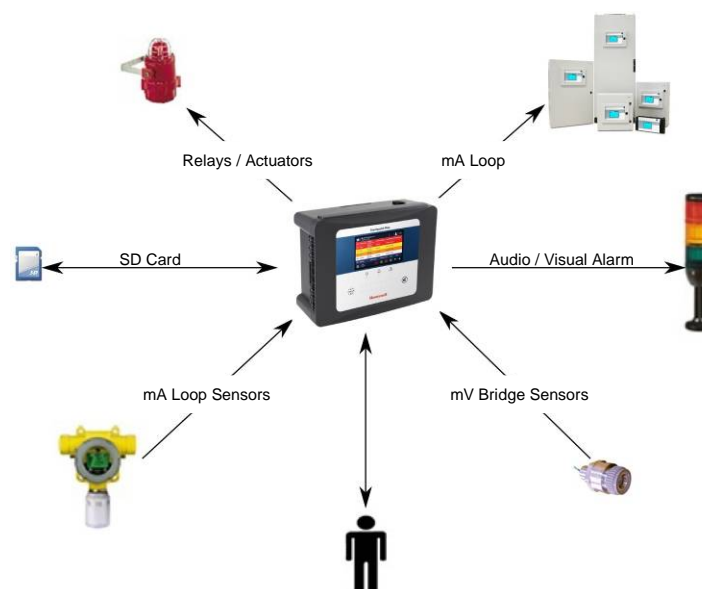 Relays / Actuators
mA Loop
SD Card
Audio / Visual Alarm
Honeywell
mA Loop Sensors
mV Bridge Sensors